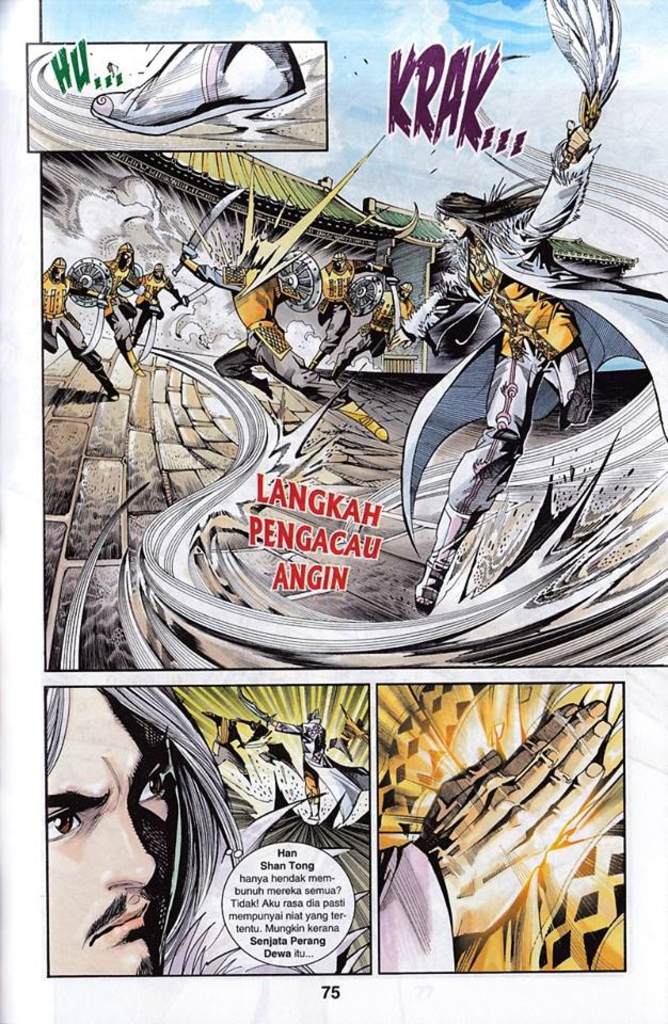 HU...
KRAK...
LANGKAH
PENGACAU
ANGIN
Han
Shan Tong
hanya hendak mem-
bunuh mereka semua?
Tidak! Aku rasa dia pasti
mempunyai niat yang ter-
tentu. Mungkin kerana
Senjata Perang
Dewa itu...
75